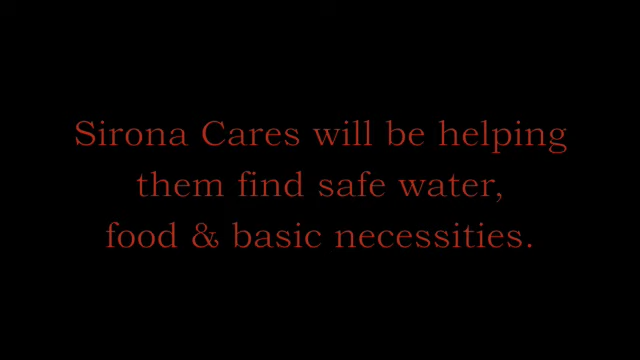 Sirona Cares will be helping
them find safe water,
food & basic necessities.